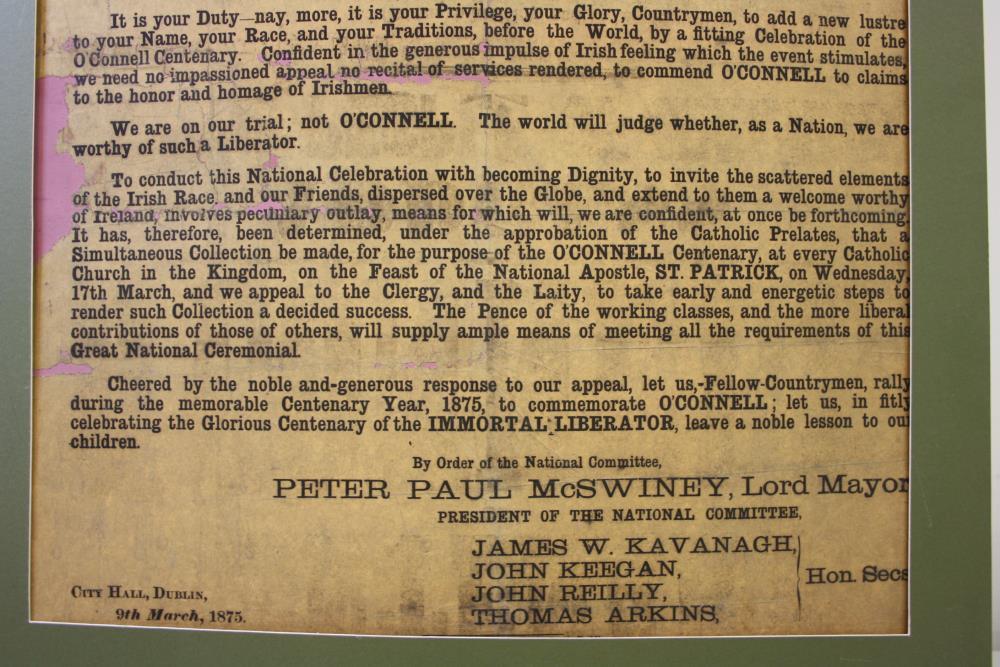 It is your Duty—nay, more, it is your Privilege, your Glory, Countrymen, to add a new lustre
to your Name, your Race, and your Traditions, before the World, by a fitting Celebration of the
O'Connell Centenary. Confident in the generous impulse of Irish feeling which the event stimulates,
we need no impassioned appeal no recital of services rendered, to commend O'CONNELL to claims
to the honor and homage of Irishmen.
We are on our trial; not O'CONNELL. The world will judge whether, as a Nation, we are
worthy of such a Liberator.
To conduct this National Celebration with becoming Dignity, to invite the scattered elements
of the Irish Race and our Friends, dispersed over the Globe, and extend to them a welcome worthy
of Ireland, involves pecuniary outlay, means for which will, we are confident, at once be forthcoming.
It has, therefore, been determined, under the approbation of the Catholic Prelates, that a
Simultaneous Collection be made, for the purpose of the O'CONNELL Centenary, at every Catholic
Church in the Kingdom, on the Feast of the National Apostle, ST. PATRICK, on Wednesday,
17th March, and we appeal to the Clergy, and the Laity, to take early and energetic steps to
render such Collection a decided success. The Pence of the working classes, and the more liberal
contributions of those of others, will supply ample means of meeting all the requirements of this
Great National Ceremonial.
Cheered by the noble and-generous response to our appeal, let us,-Fellow-Countrymen, rally
during the memorable Centenary Year, 1875, to commemorate O'CONNELL; let us, in fitly
celebrating the Glorious Centenary of the IMMORTAL LIBERATOR, leave a noble lesson to our
children.
By Order of the National Committee,
PETER PAUL McSWINEY, Lord Mayor
PRESIDENT OF THE NATIONAL COMMITTEE,
JAMES W. KAVANAGH,
JOHN KEEGAN,
JOHN REILLY,
THOMAS ARKINS,
Hon. Secs
CITY HALL, DUBLIN,
9th March, 1875.